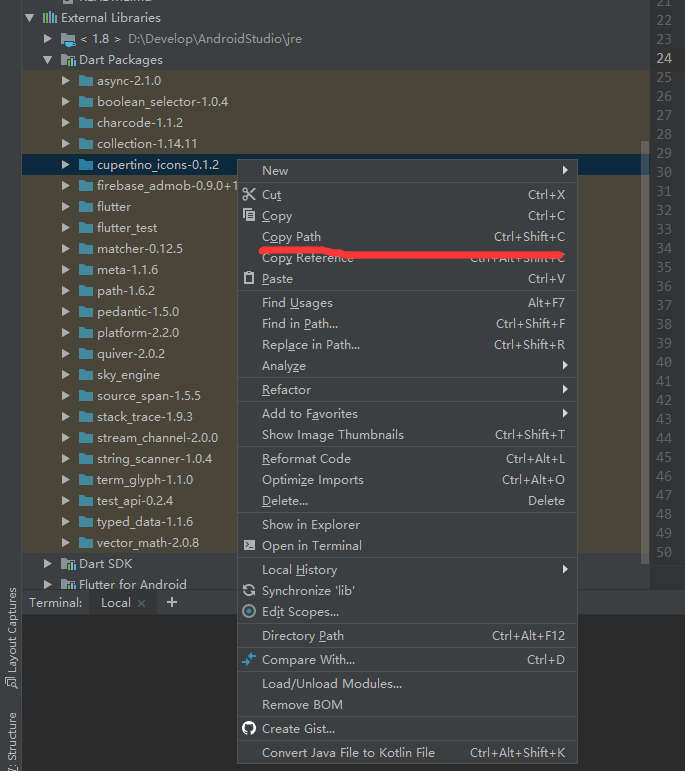 External Libraries
< 1.8 > D:\Develop\AndroidStudio\jre
Dart Packages
async-2.1.0
boolean_selector-1.0.4
charcode-1.1.2
collection-1.14.11
cupertino_icons-0.1.2
firebase_admob-0.9.0+1
flutter
flutter_test
matcher-0.12.5
meta-1.1.6
path-1.6.2
pedantic-1.5.0
platform-2.2.0
quiver-2.0.2
sky_engine
source_span-1.5.5
stack_trace-1.9.3
stream_channel-2.0.0
string_scanner-1.0.4
term_glyph-1.1.0
test_api-0.2.4
typed_data-1.1.6
vector_math-2.0.8
Dart SDK
Flutter for Android
New
Cut Ctrl+X
Copy Ctrl+C
Copy Path Ctrl+Shift+C
Copy Reference Ctrl+Alt+Shift+C
Paste Ctrl+V
Find Usages Alt+F7
Find in Path... Ctrl+Shift+F
Replace in Path... Ctrl+Shift+R
Analyze
Refactor
Add to Favorites
Show Image Thumbnails Ctrl+Shift+T
Reformat Code Ctrl+Alt+L
Optimize Imports Ctrl+Alt+O
Delete... Delete
Show in Explorer
Open in Terminal
Local History
Synchronize 'lib'
Edit Scopes...
Directory Path Ctrl+Alt+F12
Compare With... Ctrl+D
Load/Unload Modules...
Remove BOM
Create Gist...
Convert Java File to Kotlin File Ctrl+Alt+Shift+K
21
22
23
24
25
26
27
28
29
30
31
32
33
34
35
36
37
38
39
40
41
42
43
44
45
46
47
48
49
50
Terminal: Local × +
Layout Captures
7: Structure